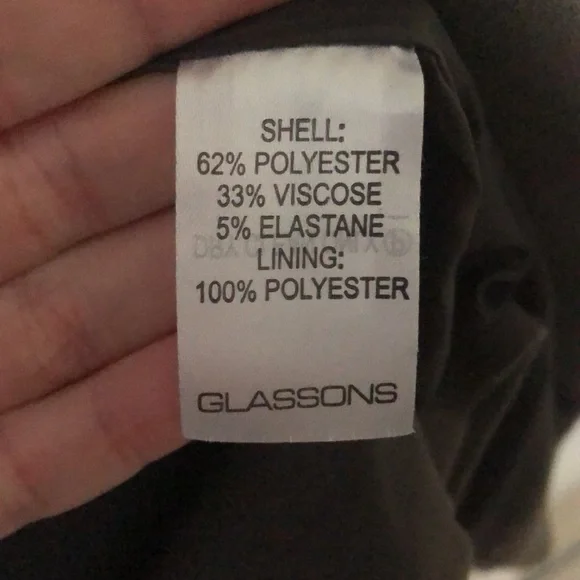 SHELL:
62% POLYESTER
33% VISCOSE
5% ELASTANE
LINING:
100% POLYESTER
GLASSONS